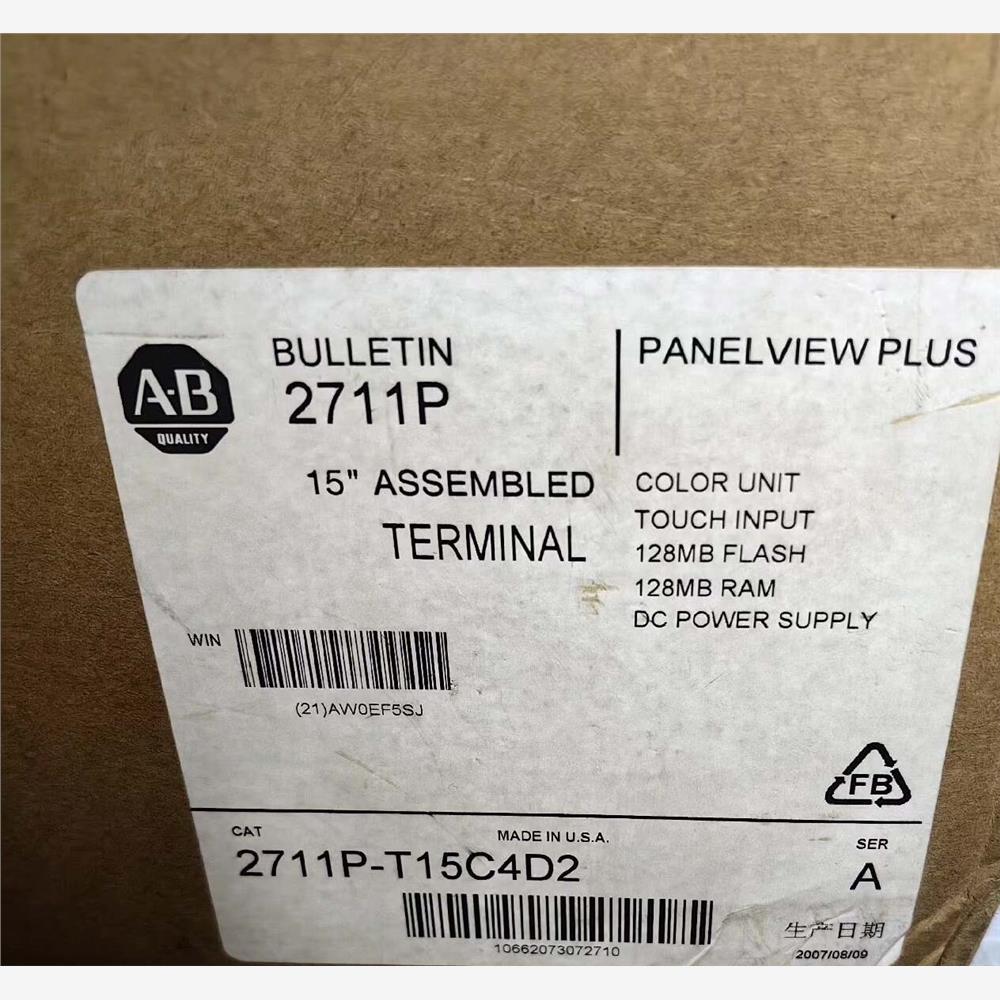 A·B
QUALITY
BULLETIN
2711P
PANELVIEW PLUS
15" ASSEMBLED
TERMINAL
COLOR UNIT
TOUCH INPUT
128MB FLASH
128MB RAM
DC POWER SUPPLY
WIN
(21)AW0EF5SJ
FB
CAT
MADE IN U.S.A.
SER
2711P-T15C4D2
A
10662073072710
生产日期
2007/08/09